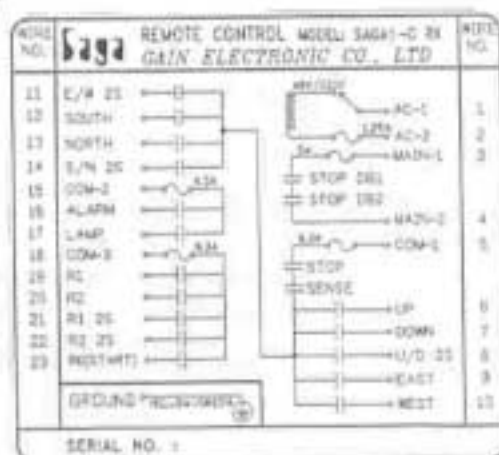 WIRE NO.
Saga
REMOTE CONTROL MODEL: SAGA1-C RX
GAIN ELECTRONIC CO., LTD
WIRE NO.
11 E/W 2S
12 SOUTH
13 NORTH
14 S/N 2S
15 COM-2
16 ALARM
17 LAMP
18 COM-3
19 R1
20 R2
21 R1 2S
22 R2 2S
23 (START)
AC-1 1
AC-2 2
MAIN-1 3
STOP DB1
STOP DB2
MAIN-2 4
COM-1 5
STOP
SENSE
UP 6
DOWN 7
U/D 2S 8
EAST 9
WEST 10
GROUND
SERIAL NO. :